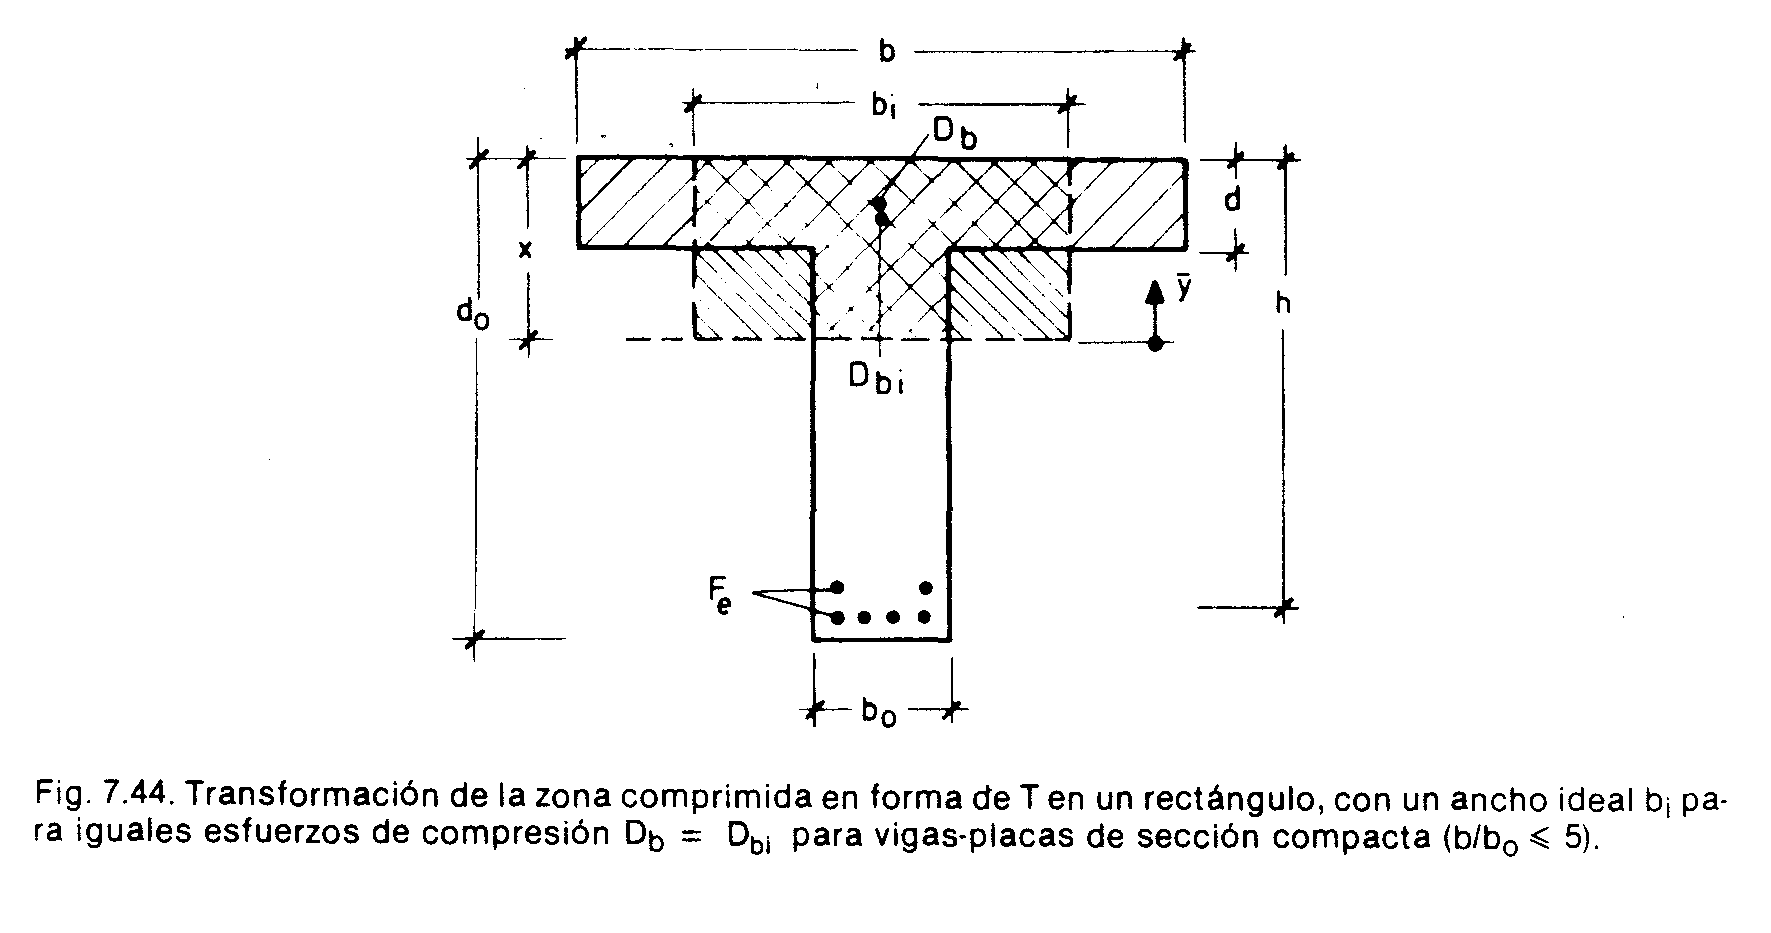 b
bi
Db
d
x
ȳ
do
h
Dbi
Fe
bo
Fig. 7.44. Transformación de la zona comprimida en forma de T en un rectángulo, con un ancho ideal bi pa-
ra iguales esfuerzos de compresión Db = Dbi para vigas-placas de sección compacta (b/bo ⩽ 5).